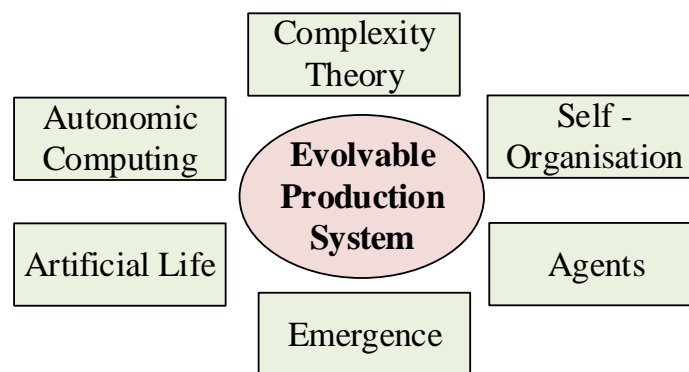 Complexity
Theory
Autonomic
Computing
Self -
Organisation
Evolvable
Production
System
Artificial Life
Agents
Emergence